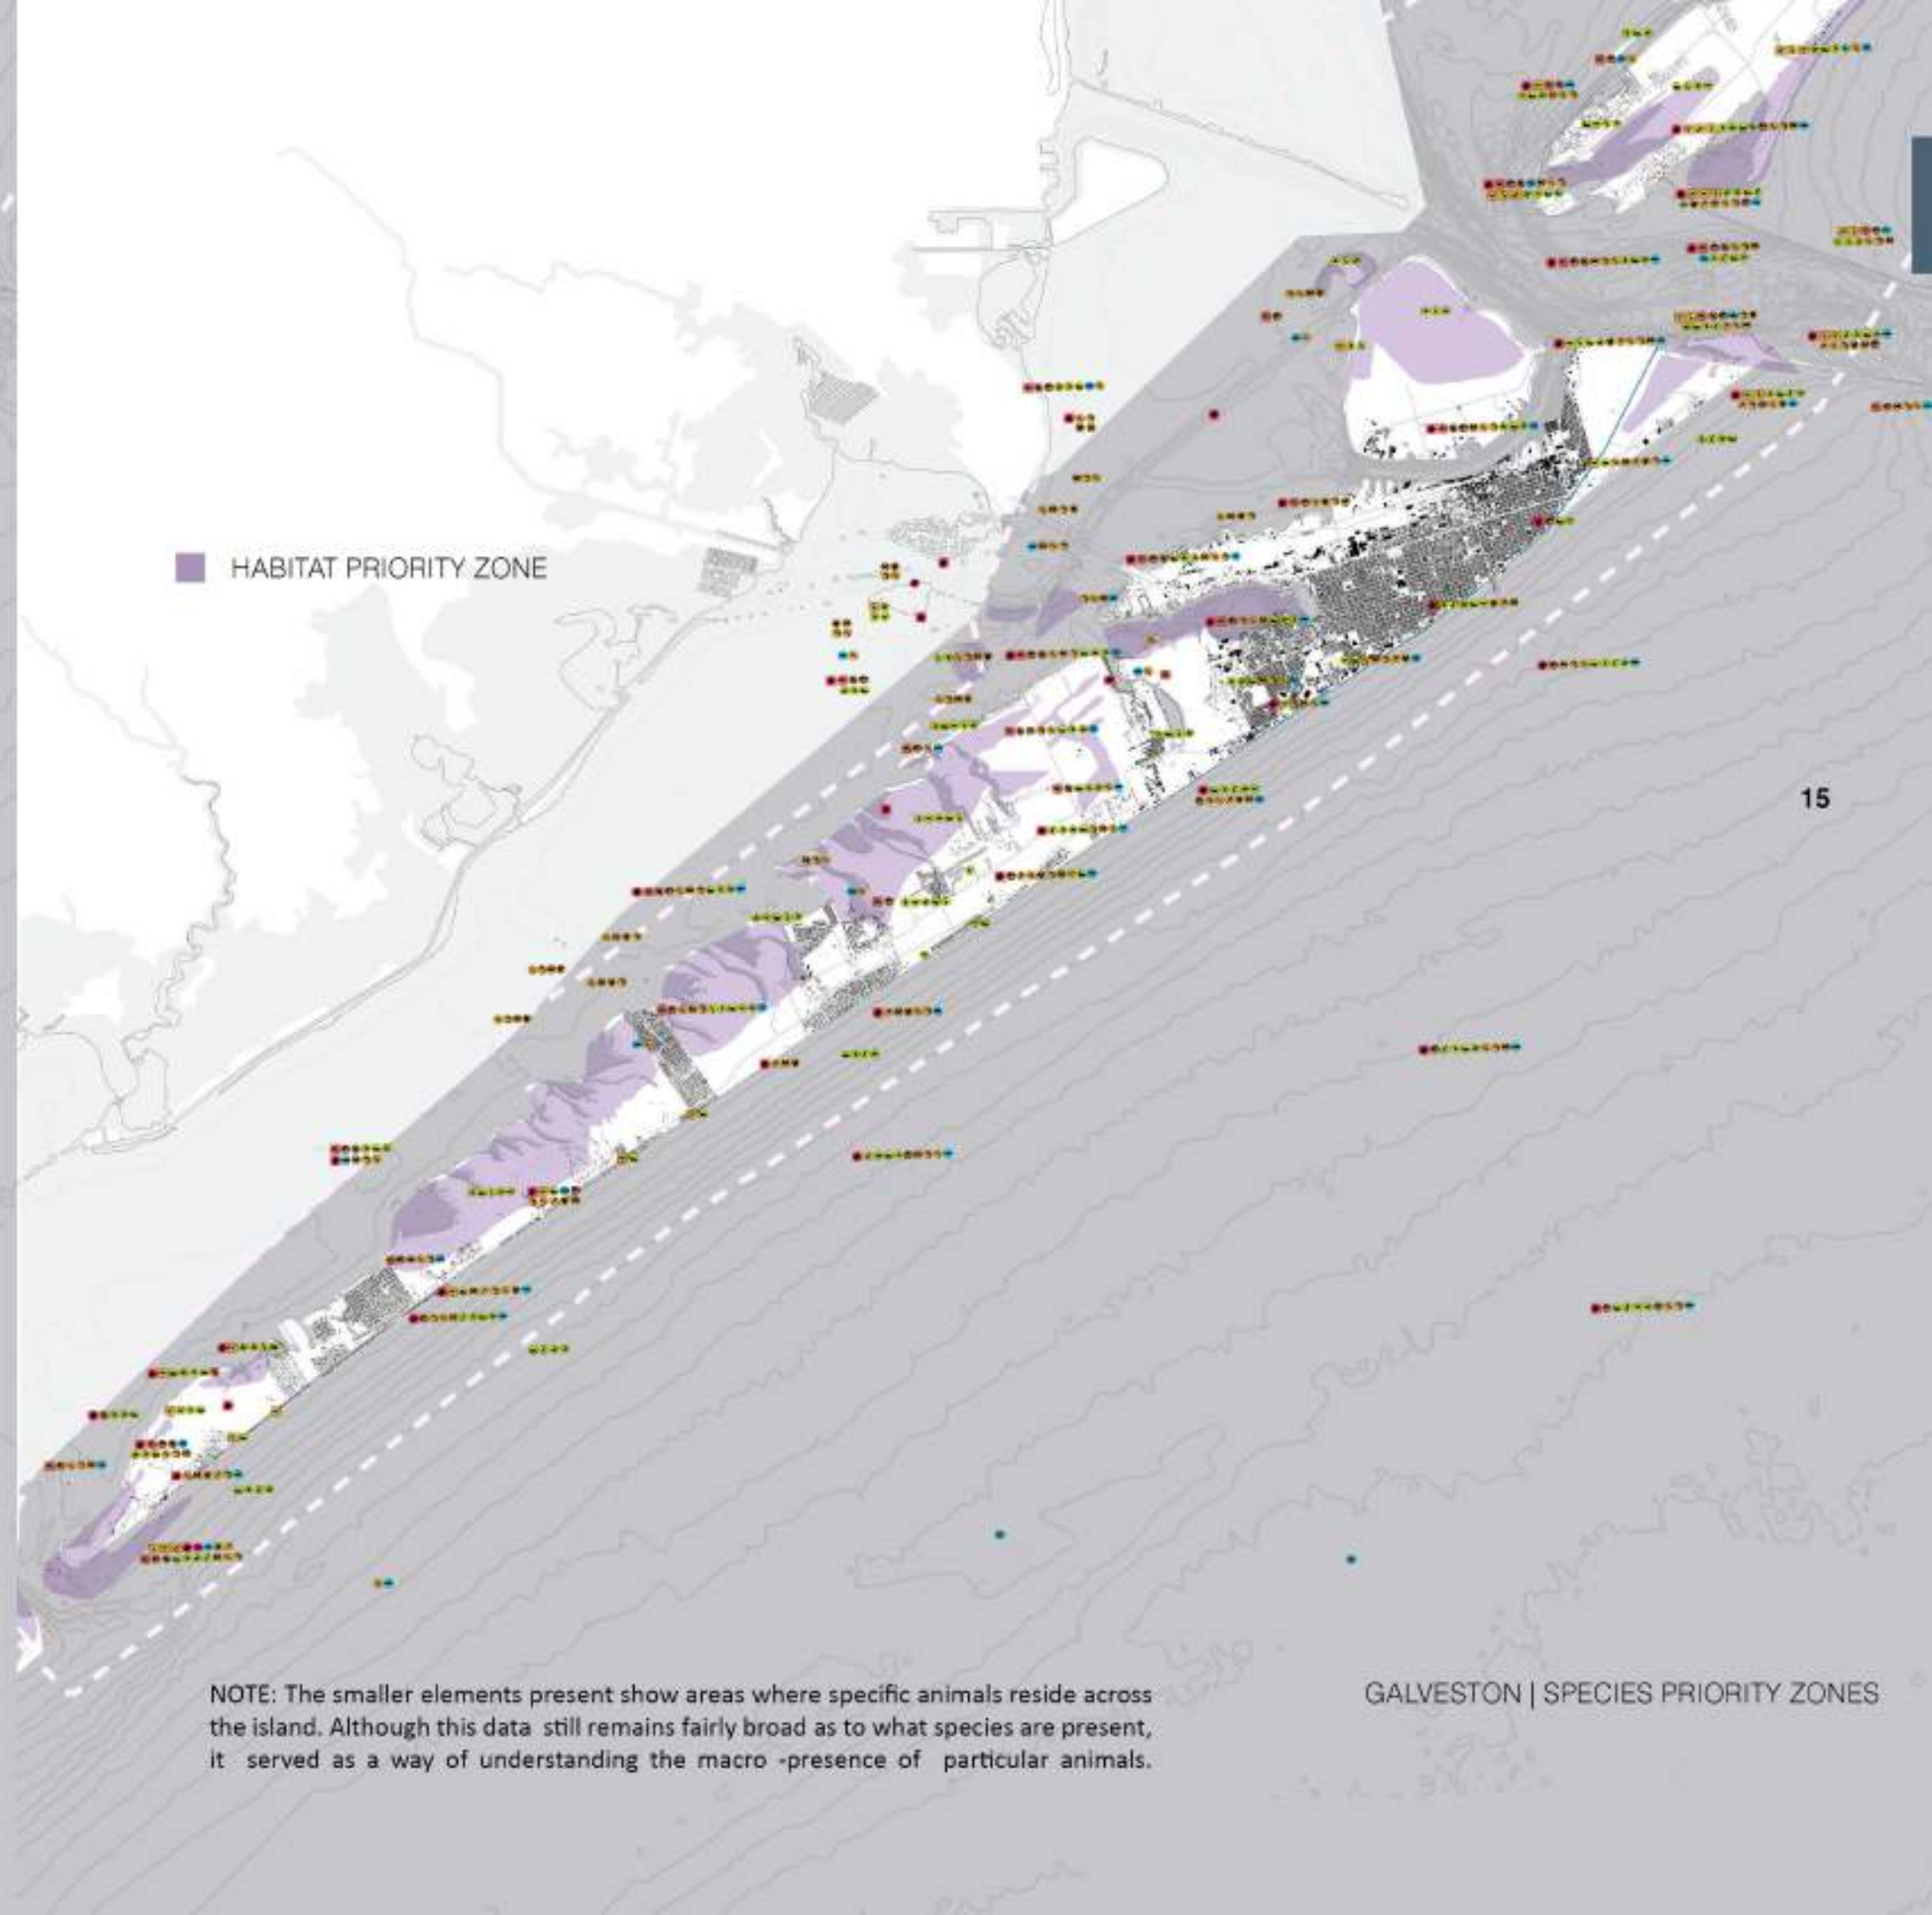 HABITAT PRIORITY ZONE
15
NOTE: The smaller elements present show areas where specific animals reside across
the island. Although this data still remains fairly broad as to what species are present,
it served as a way of understanding the macro -presence of particular animals.
GALVESTON | SPECIES PRIORITY ZONES